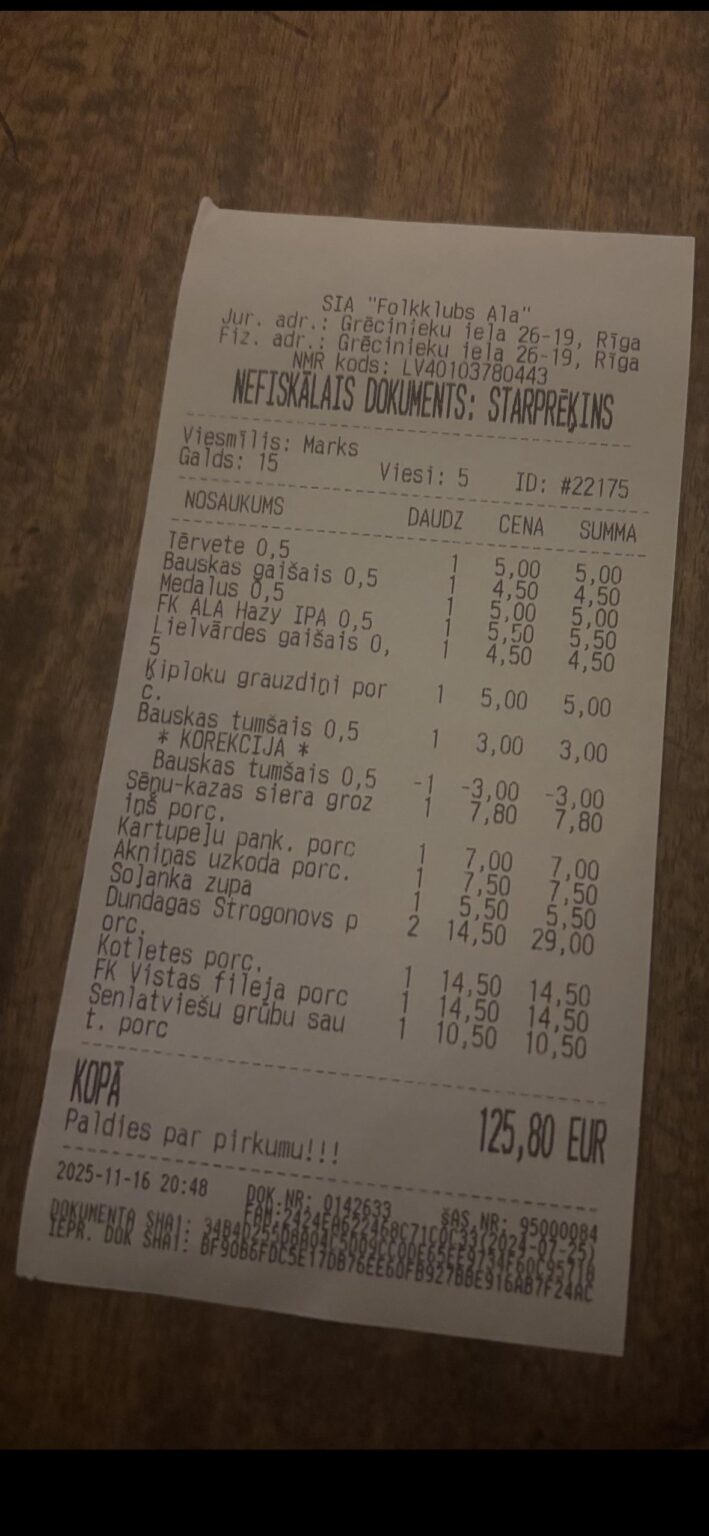 SIA "Folkklubs Ala"
Jur. adr.: Grēcinieku iela 26-19, Rīga
Fiz. adr.: Grēcinieku iela 26-19, Rīga
NMR kods: LV40103780443
NEFISKĀLAIS DOKUMENTS: STARPRĒĶINS
Viesmīlis: Marks
Galds: 15 Viesi: 5 ID: #22175
NOSAUKUMS DAUDZ CENA SUMMA
Tērvete 0,5 1 5,00 5,00
Bauskas gaišais 0,5 1 4,50 4,50
Medalus 0,5 1 5,00 5,00
FK ALA Hazy IPA 0,5 1 5,50 5,50
Lielvārdes gaišais 0, 1 4,50 4,50
5
Ķiploku grauzdiņi por 1 5,00 5,00
c.
Bauskas tumšais 0,5 1 3,00 3,00
* KOREKCIJA *
Bauskas tumšais 0,5 -1 -3,00 -3,00
Sēņu-kazas siera groz 1 7,80 7,80
iņš porc.
Kartupeļu pank. porc 1 7,00 7,00
Akniņas uzkoda porc. 1 7,50 7,50
Soļanka zupa 1 5,50 5,50
Dundagas Strogonovs p 2 14,50 29,00
orc.
Kotletes porc. 1 14,50 14,50
FK Vistas fileja porc 1 14,50 14,50
Senlatviešu grūbu sau 1 10,50 10,50
t. porc
KOPĀ 125,80 EUR
Paldies par pirkumu!!!
2025-11-16 20:48 DOK.NR: 0142633 ŠAS.NR: 95000084
DOKUMENTA SHA1:
IEPR. DOK SHA1: